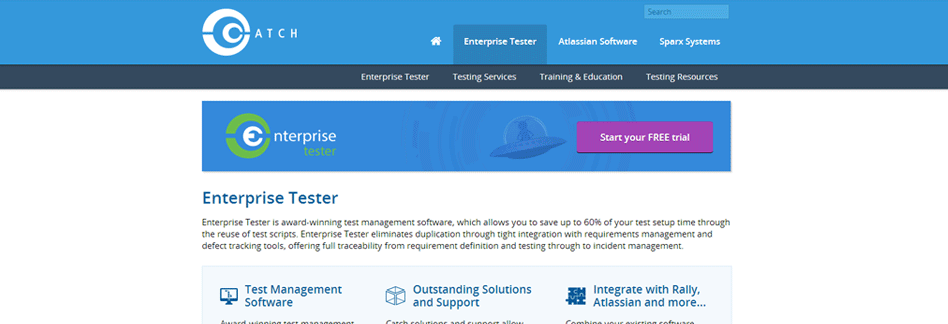 CATCH
Search
Enterprise Tester
Atlassian Software
Sparx Systems
Enterprise Tester
Testing Services
Training & Education
Testing Resources
Enterprise
tester
Start your FREE trial
Enterprise Tester
Enterprise Tester is award-winning test management software, which allows you to save up to 60% of your test setup time through
the reuse of test scripts. Enterprise Tester eliminates duplication through tight integration with requirements management and
defect tracking tools, offering full traceability from requirement definition and testing through to incident management.
Test Management
Software
Award-winning test management
Outstanding Solutions
and Support
Catch solutions and support allow
Integrate with Rally,
Atlassian and more...
Combine your existing software